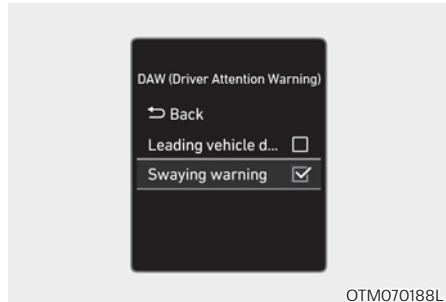 DAW (Driver Attention Warning)
Back
Leading vehicle d...
Swaying warning
OTM070188L